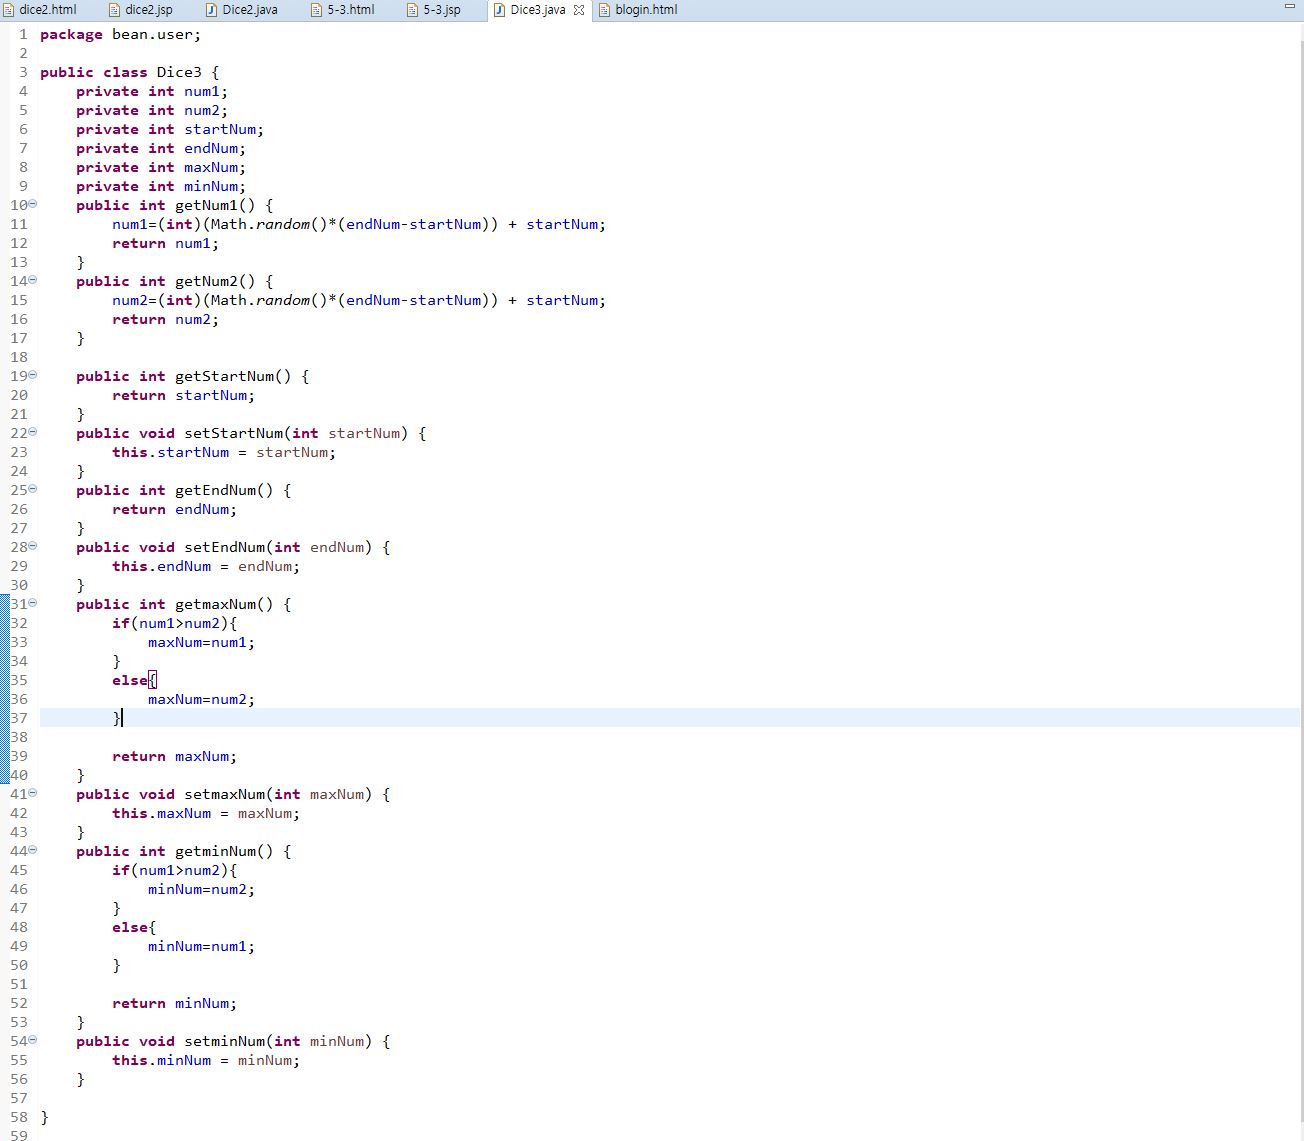 dice2.html dice2.jsp Dice2.java 5-3.html 5-3.jsp Dice3.java blogin.html
1 package bean.user;
2
3 public class Dice3 {
4 private int num1;
5 private int num2;
6 private int startNum;
7 private int endNum;
8 private int maxNum;
9 private int minNum;
10 public int getNum1() {
11 num1=(int)(Math.random()*(endNum-startNum)) + startNum;
12 return num1;
13 }
14 public int getNum2() {
15 num2=(int)(Math.random()*(endNum-startNum)) + startNum;
16 return num2;
17 }
18
19 public int getStartNum() {
20 return startNum;
21 }
22 public void setStartNum(int startNum) {
23 this.startNum = startNum;
24 }
25 public int getEndNum() {
26 return endNum;
27 }
28 public void setEndNum(int endNum) {
29 this.endNum = endNum;
30 }
31 public int getmaxNum() {
32 if(num1>num2){
33 maxNum=num1;
34 }
35 else{
36 maxNum=num2;
37 }
38
39 return maxNum;
40 }
41 public void setmaxNum(int maxNum) {
42 this.maxNum = maxNum;
43 }
44 public int getminNum() {
45 if(num1>num2){
46 minNum=num2;
47 }
48 else{
49 minNum=num1;
50 }
51
52 return minNum;
53 }
54 public void setminNum(int minNum) {
55 this.minNum = minNum;
56 }
57
58 }
59